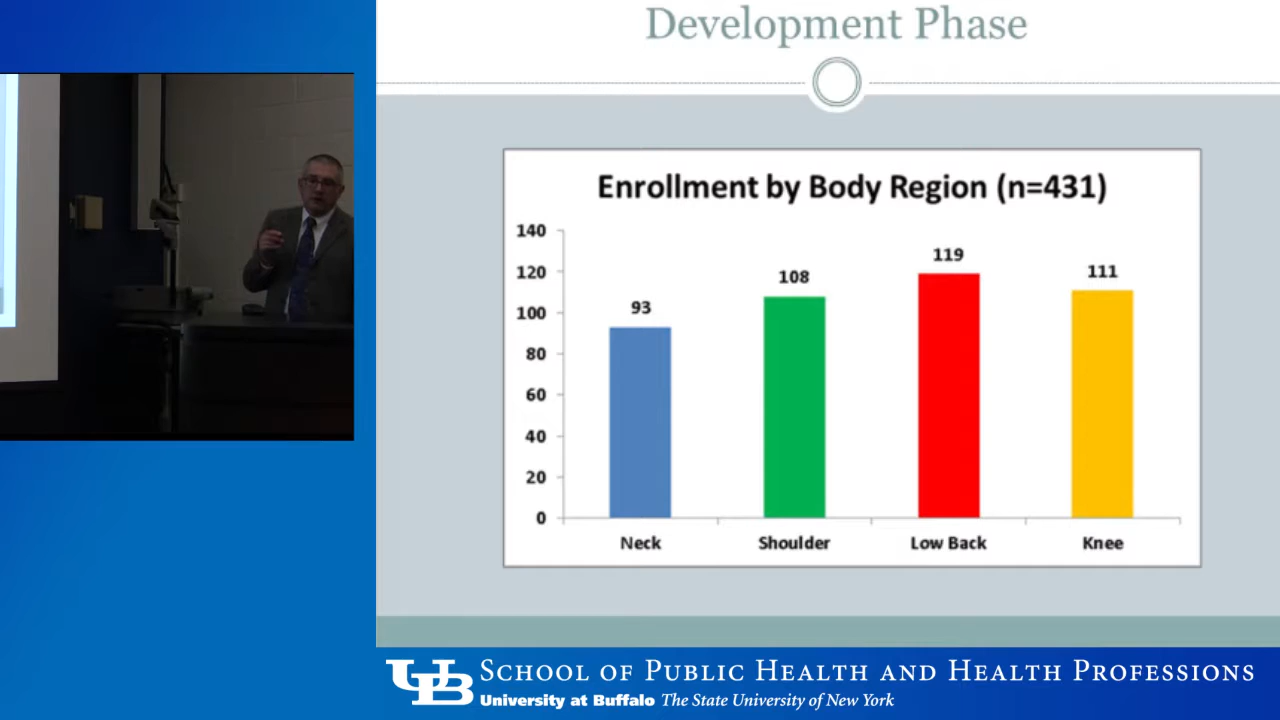 Development Phase
Enrollment by Body Region (n=431)
140
120
100
80
60
40
20
0
93
108
119
111
Neck
Shoulder
Low Back
Knee
UB
School of Public Health and Health Professions
University at Buffalo The State University of New York